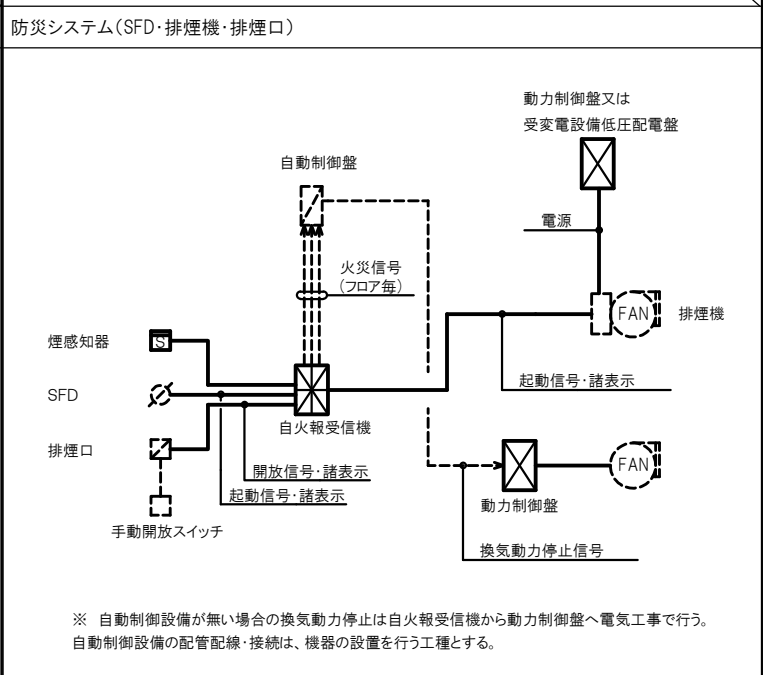 防災システム(SFD･排煙機･排煙口)
動力制御盤又は
受変電設備低圧配電盤
自動制御盤
電源
火災信号
(フロア毎)
FAN
排煙機
煙感知器
S
起動信号･諸表示
SFD
自火報受信機
排煙口
開放信号･諸表示
FAN
起動信号･諸表示
動力制御盤
手動開放スイッチ
換気動力停止信号
※ 自動制御設備が無い場合の換気動力停止は自火報受信機から動力制御盤へ電気工事で行う。
自動制御設備の配管配線･接続は、機器の設置を行う工種とする。